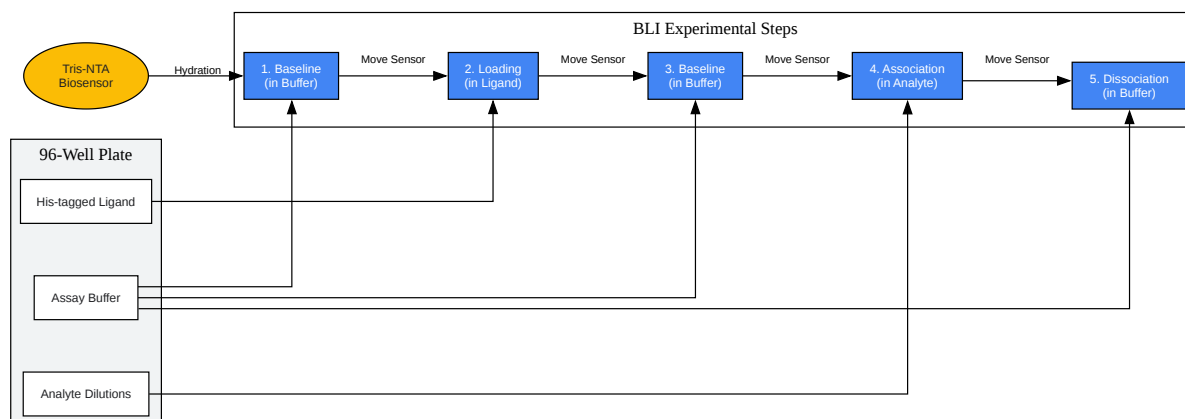 BLI Experimental Steps
Tris-NTA
Biosensor
Hydration
1. Baseline
(in Buffer)
Move Sensor
2. Loading
(in Ligand)
Move Sensor
3. Baseline
(in Buffer)
Move Sensor
4. Association
(in Analyte)
Move Sensor
5. Dissociation
(in Buffer)
96-Well Plate
His-tagged Ligand
Assay Buffer
Analyte Dilutions